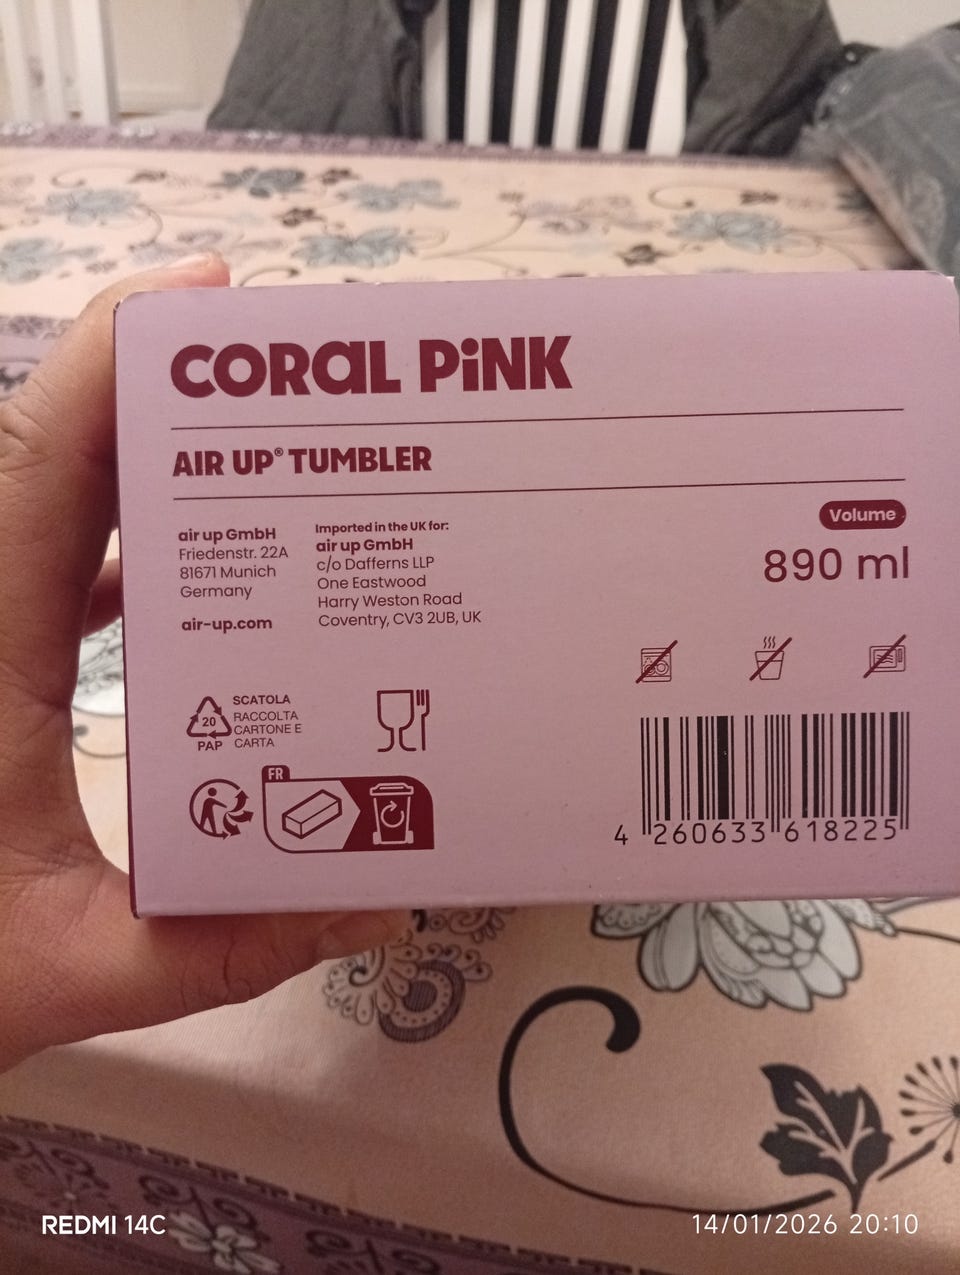 CORAL PiNK
AIR UP® TUMBLER
air up GmbH
Friedenstr. 22A
81671 Munich
Germany
air-up.com
Imported in the UK for:
air up GmbH
c/o Dafferns LLP
One Eastwood
Harry Weston Road
Coventry, CV3 2UB, UK
Volume
890 ml
20
PAP
SCATOLA
RACCOLTA
CARTONE E
CARTA
FR
4 260633 618225
REDMI 14C
14/01/2026 20:10